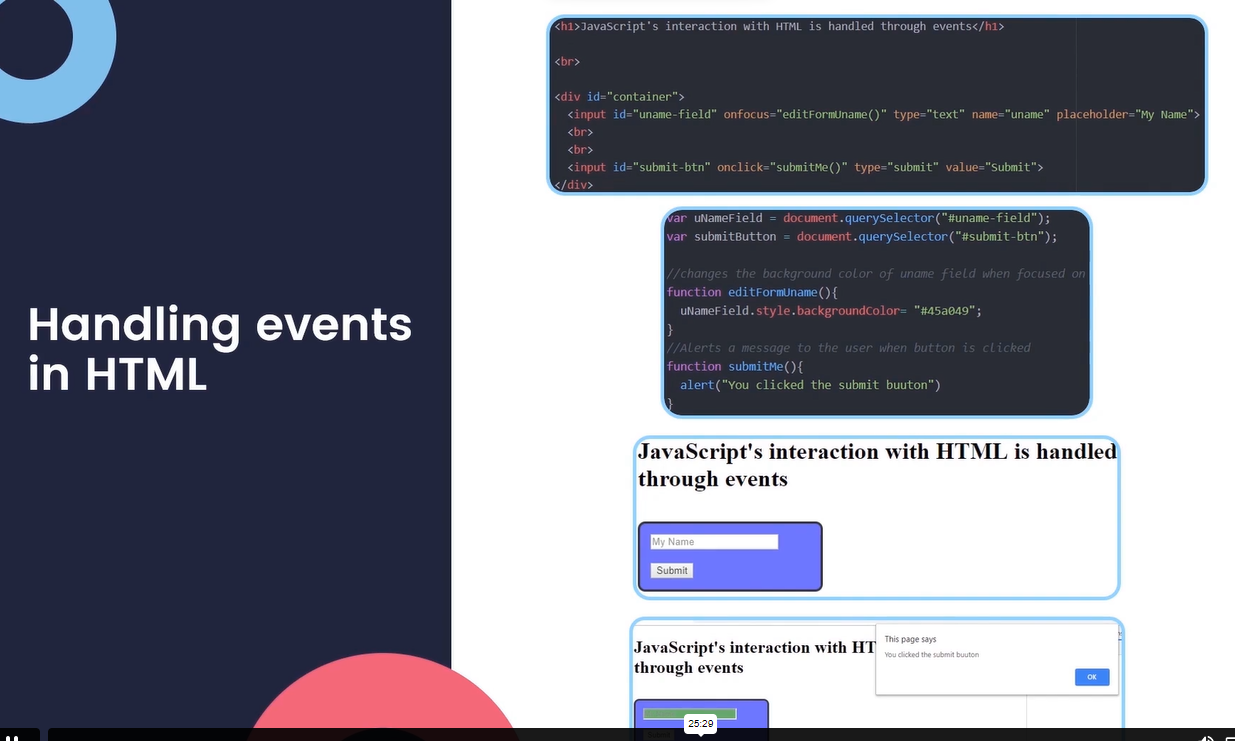 Handling events
in HTML
<h1>JavaScript's interaction with HTML is handled through events</h1>
<br>
<div id="container">
<input id="uname-field" onfocus="editFormUname()" type="text" name="uname" placeholder="My Name">
<br>
<br>
<input id="submit-btn" onclick="submitMe()" type="submit" value="Submit">
</div>
var uNameField = document.querySelector("#uname-field");
var submitButton = document.querySelector("#submit-btn");
//changes the background color of uname field when focused on
function editFormUname(){
uNameField.style.backgroundColor= "#45a049";
}
//Alerts a message to the user when button is clicked
function submitMe(){
alert("You clicked the submit buuton")
}
JavaScript's interaction with HTML is handled
through events
My Name
Submit
JavaScript's interaction with HT
through events
This page says
You clicked the submit buuton
OK
25:29